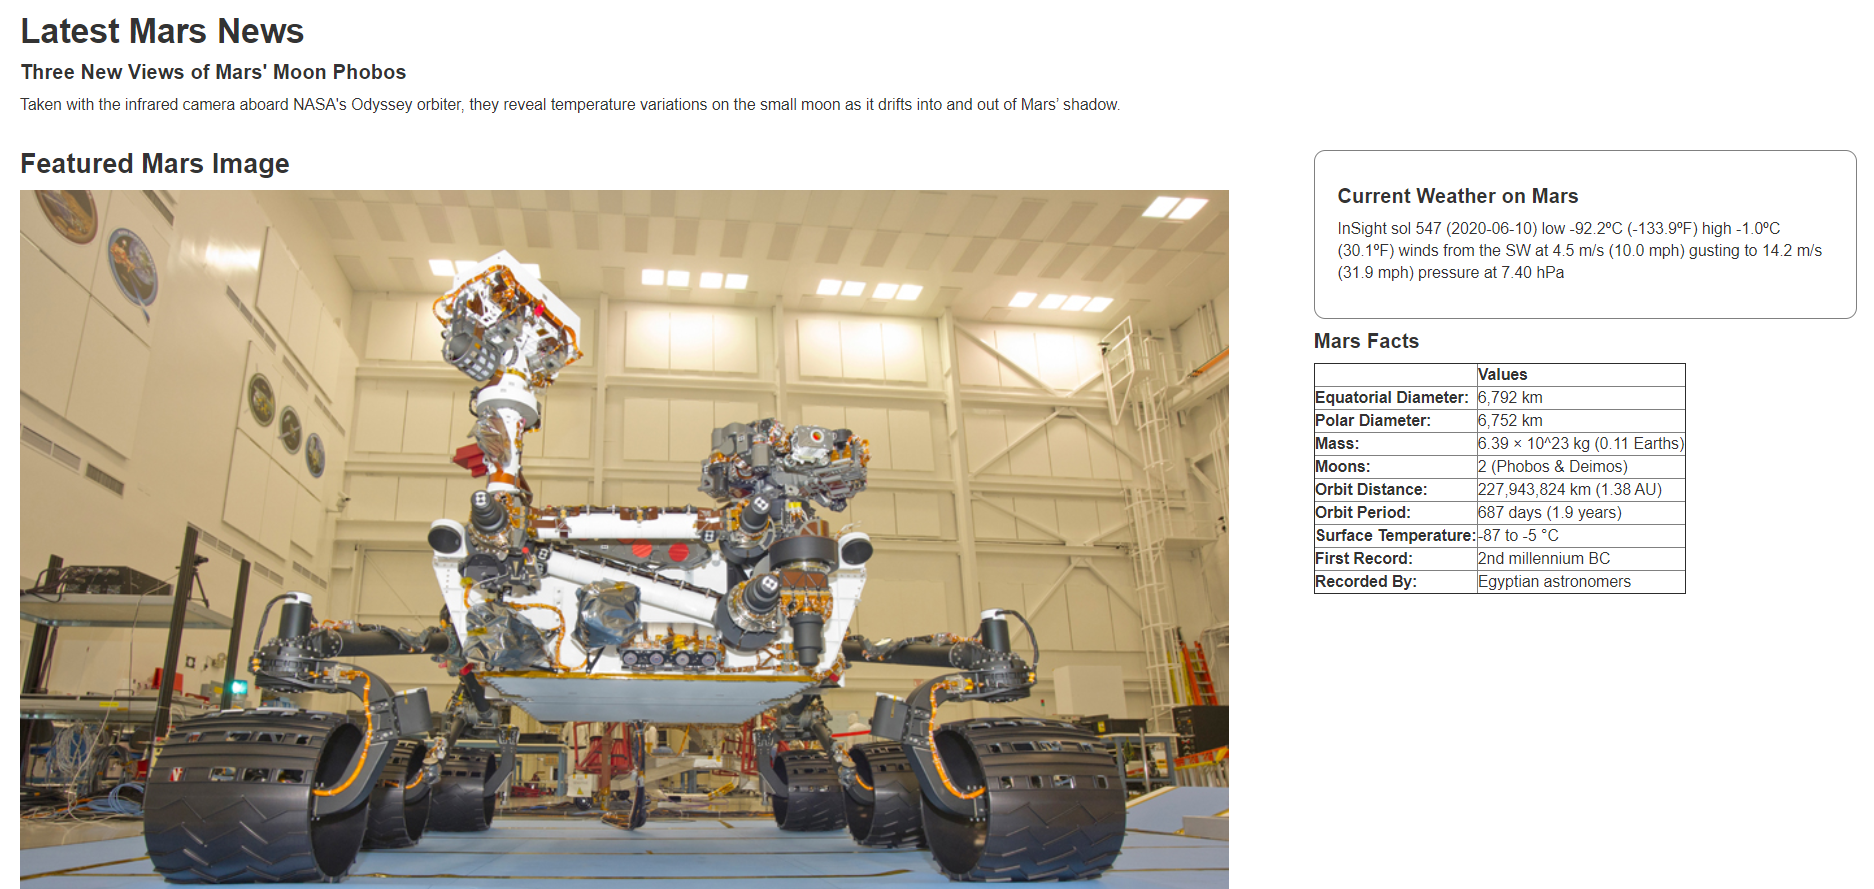 Latest Mars News
Three New Views of Mars' Moon Phobos
Taken with the infrared camera aboard NASA's Odyssey orbiter, they reveal temperature variations on the small moon as it drifts into and out of Mars’ shadow.
Featured Mars Image
Current Weather on Mars
InSight sol 547 (2020-06-10) low -92.2ºC (-133.9ºF) high -1.0ºC
(30.1ºF) winds from the SW at 4.5 m/s (10.0 mph) gusting to 14.2 m/s
(31.9 mph) pressure at 7.40 hPa
Mars Facts
Values
Equatorial Diameter: 6,792 km
Polar Diameter: 6,752 km
Mass: 6.39 × 10^23 kg (0.11 Earths)
Moons: 2 (Phobos & Deimos)
Orbit Distance: 227,943,824 km (1.38 AU)
Orbit Period: 687 days (1.9 years)
Surface Temperature: -87 to -5 °C
First Record: 2nd millennium BC
Recorded By: Egyptian astronomers